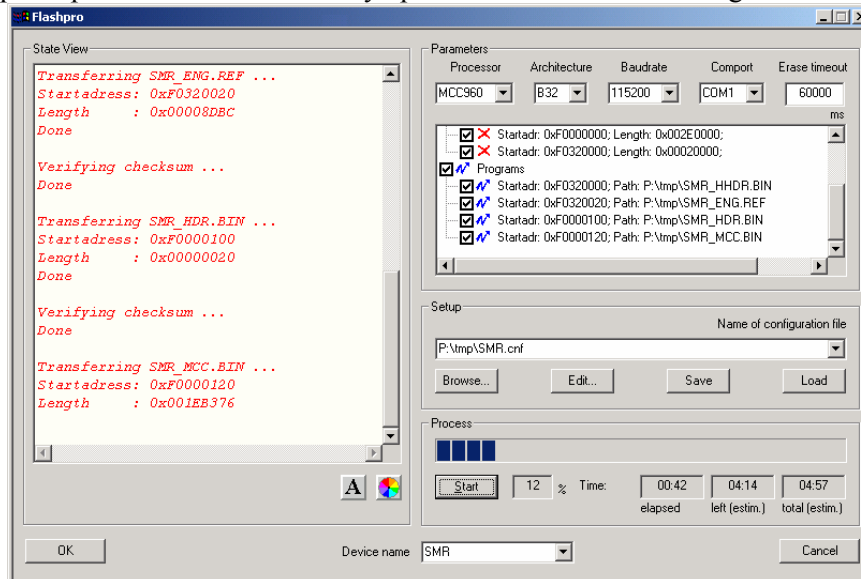 Flashpro
State View
Transferring SMR_ENG.REF ...
Startadress: 0xF0320020
Length : 0x00008DBC
Done
Verifying checksum ...
Done
Transferring SMR_HDR.BIN ...
Startadress: 0xF0000100
Length : 0x00000020
Done
Verifying checksum ...
Done
Transferring SMR_MCC.BIN ...
Startadress: 0xF0000120
Length : 0x001EB376
A
Parameters
Processor Architecture Baudrate Comport Erase timeout
MCC960 B32 115200 COM1 60000
ms
Startadr: 0xF0000000; Length: 0x002E0000;
Startadr: 0xF0320000; Length: 0x00020000;
Programs
Startadr: 0xF0320000; Path: P:\tmp\SMR_HHDR.BIN
Startadr: 0xF0320020; Path: P:\tmp\SMR_ENG.REF
Startadr: 0xF0000100; Path: P:\tmp\SMR_HDR.BIN
Startadr: 0xF0000120; Path: P:\tmp\SMR_MCC.BIN
Setup
Name of configuration file
P:\tmp\SMR.cnf
Browse... Edit... Save Load
Process
Start 12 % Time: 00:42 04:14 04:57
elapsed left (estim.) total (estim.)
OK Device name SMR Cancel